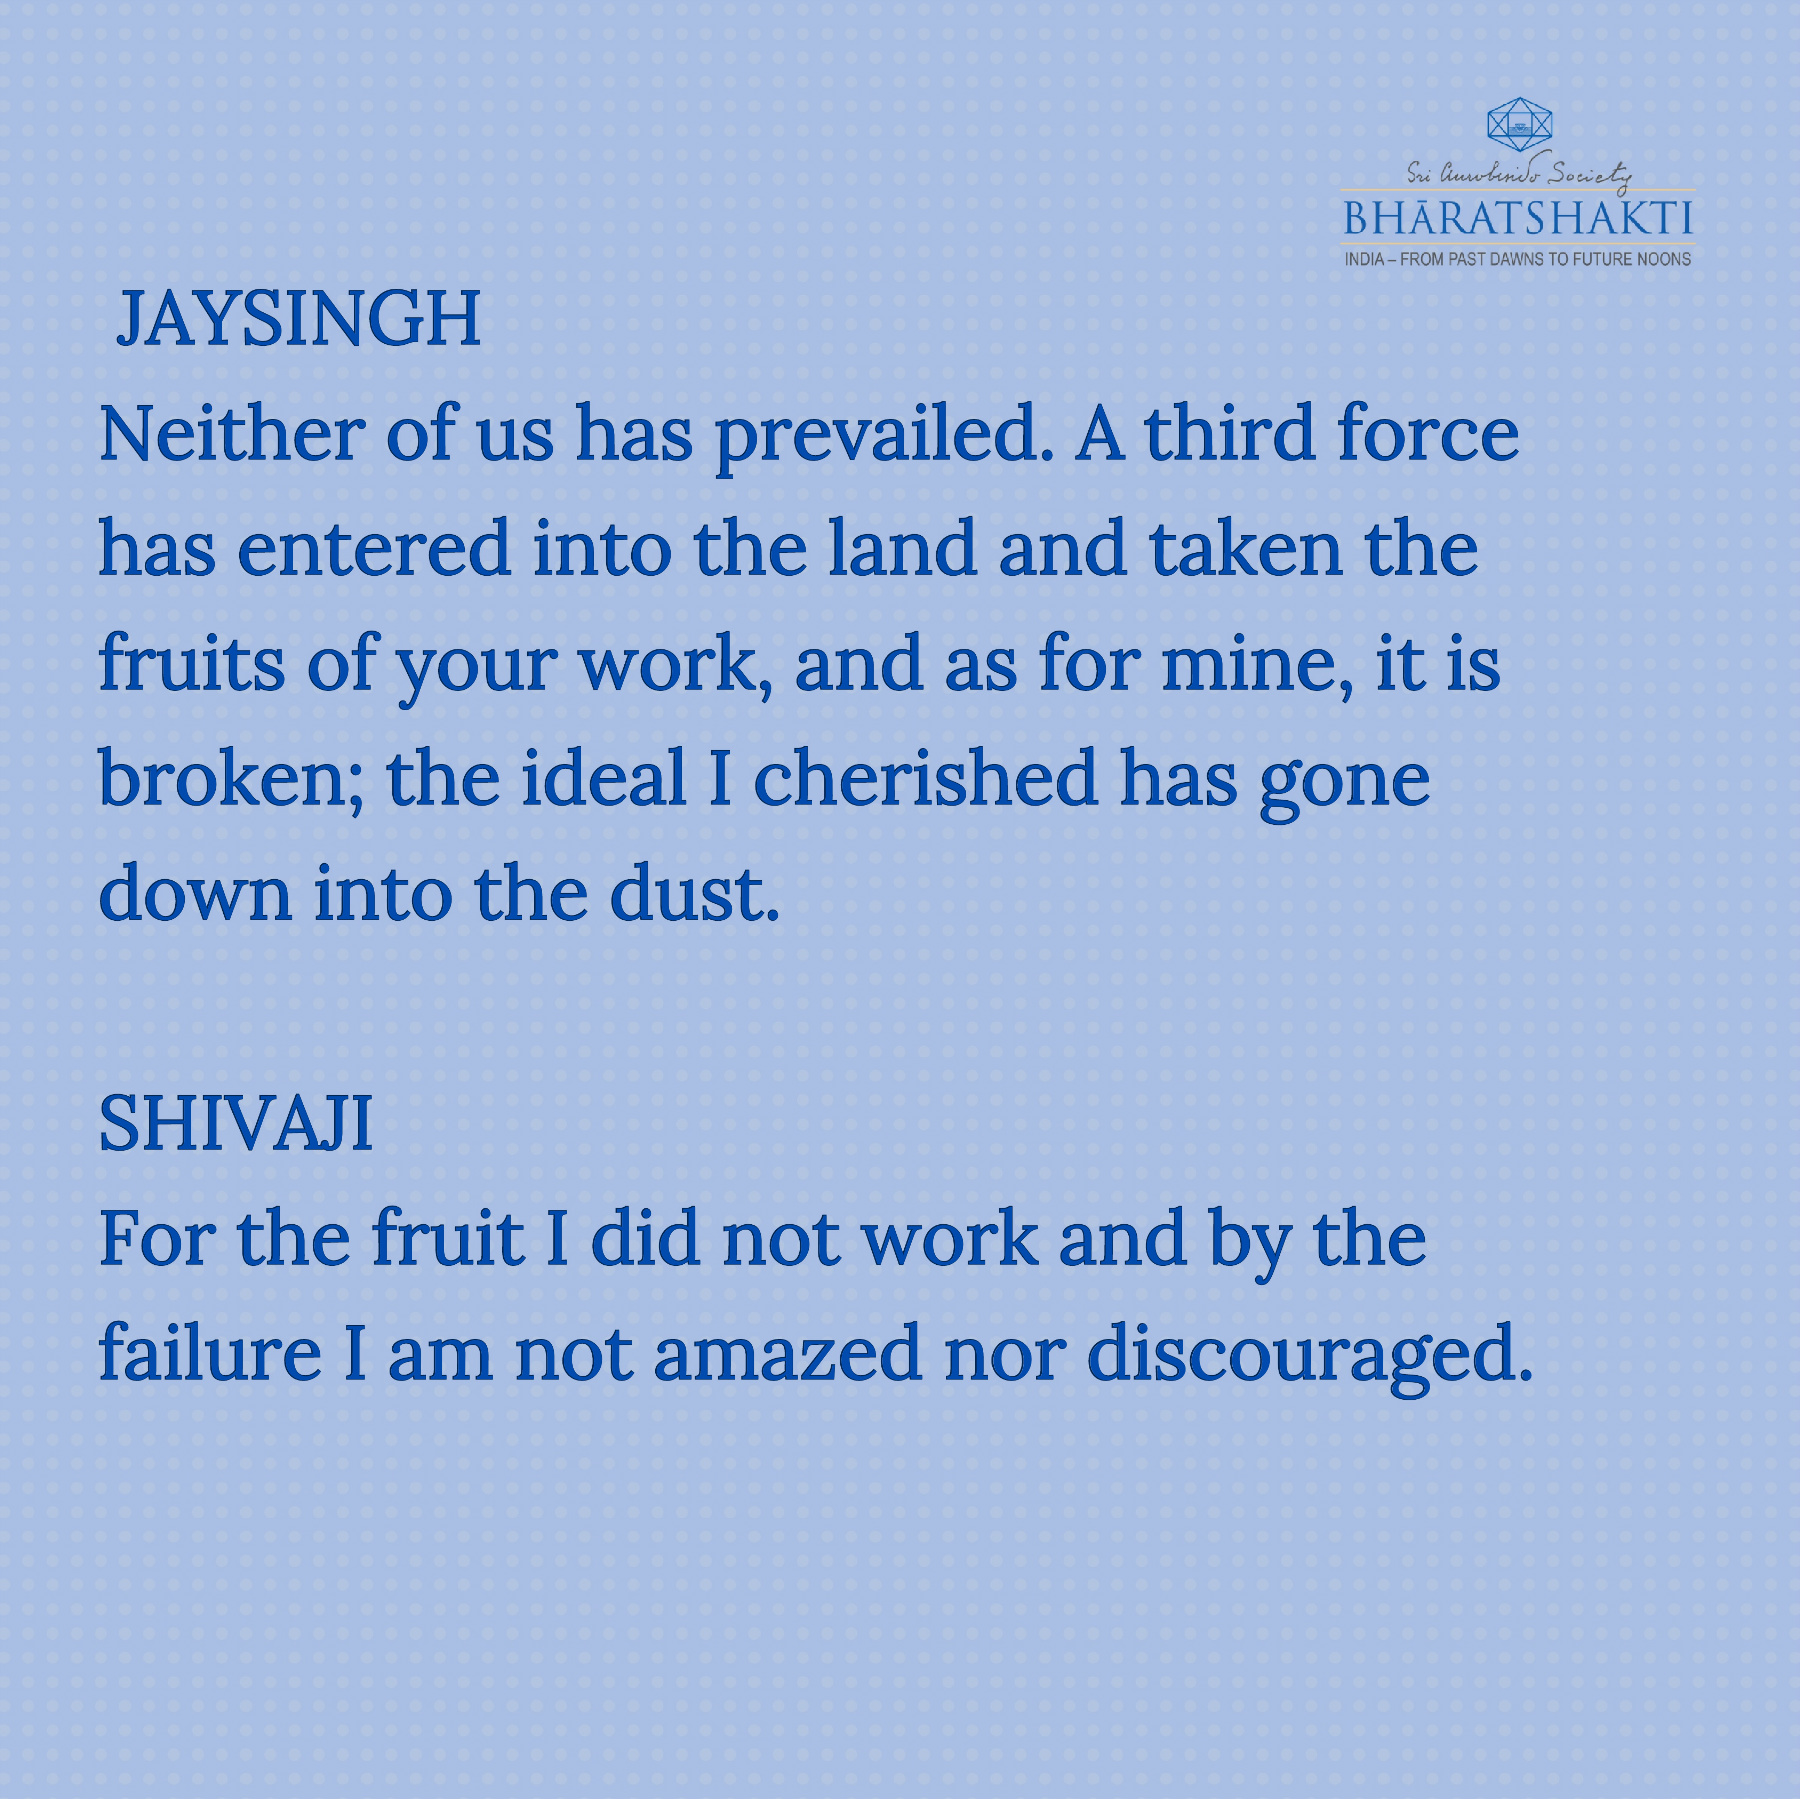 Sri Aurobindo Society
BHĀRATSHAKTI
INDIA – FROM PAST DAWNS TO FUTURE NOONS
JAYSINGH
Neither of us has prevailed. A third force
has entered into the land and taken the
fruits of your work, and as for mine, it is
broken; the ideal I cherished has gone
down into the dust.
SHIVAJI
For the fruit I did not work and by the
failure I am not amazed nor discouraged.